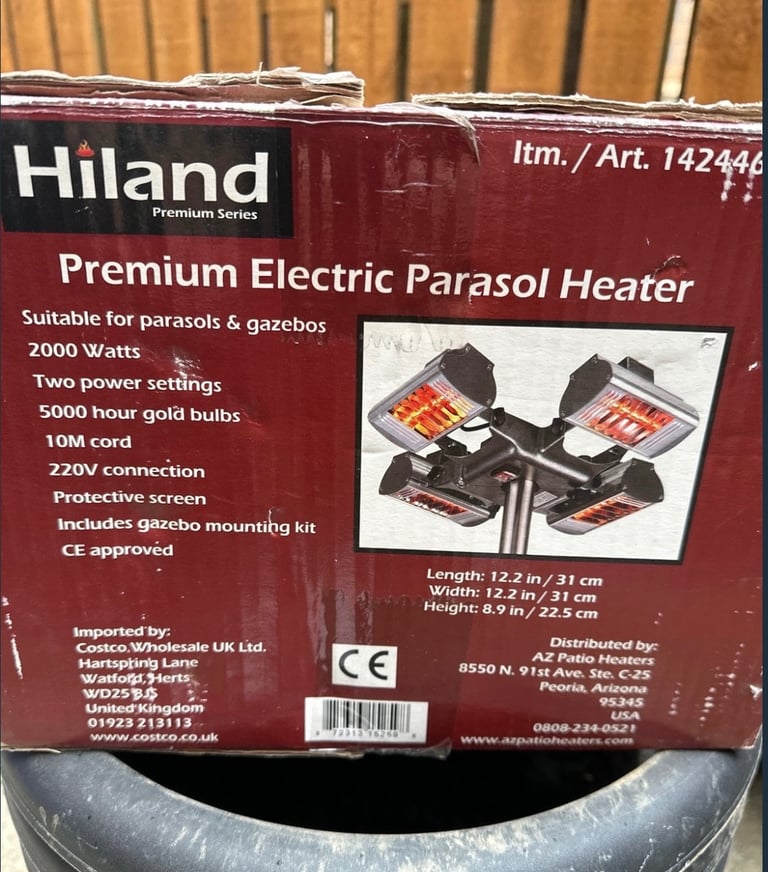 Hiland
Premium Series
Itm. / Art. 142446
Premium Electric Parasol Heater
Suitable for parasols & gazebos
2000 Watts
Two power settings
5000 hour gold bulbs
10M cord
220V connection
Protective screen
Includes gazebo mounting kit
CE approved
Length: 12.2 in / 31 cm
Width: 12.2 in / 31 cm
Height: 8.9 in / 22.5 cm
Imported by:
Costco Wholesale UK Ltd.
Hartspring Lane
Watford, Herts
WD25 8JS
United Kingdom
01923 213113
www.costco.co.uk
CE
Distributed by:
AZ Patio Heaters
8550 N. 91st Ave. Ste. C-25
Peoria, Arizona
95345
USA
0808-234-0521
www.azpatioheaters.com